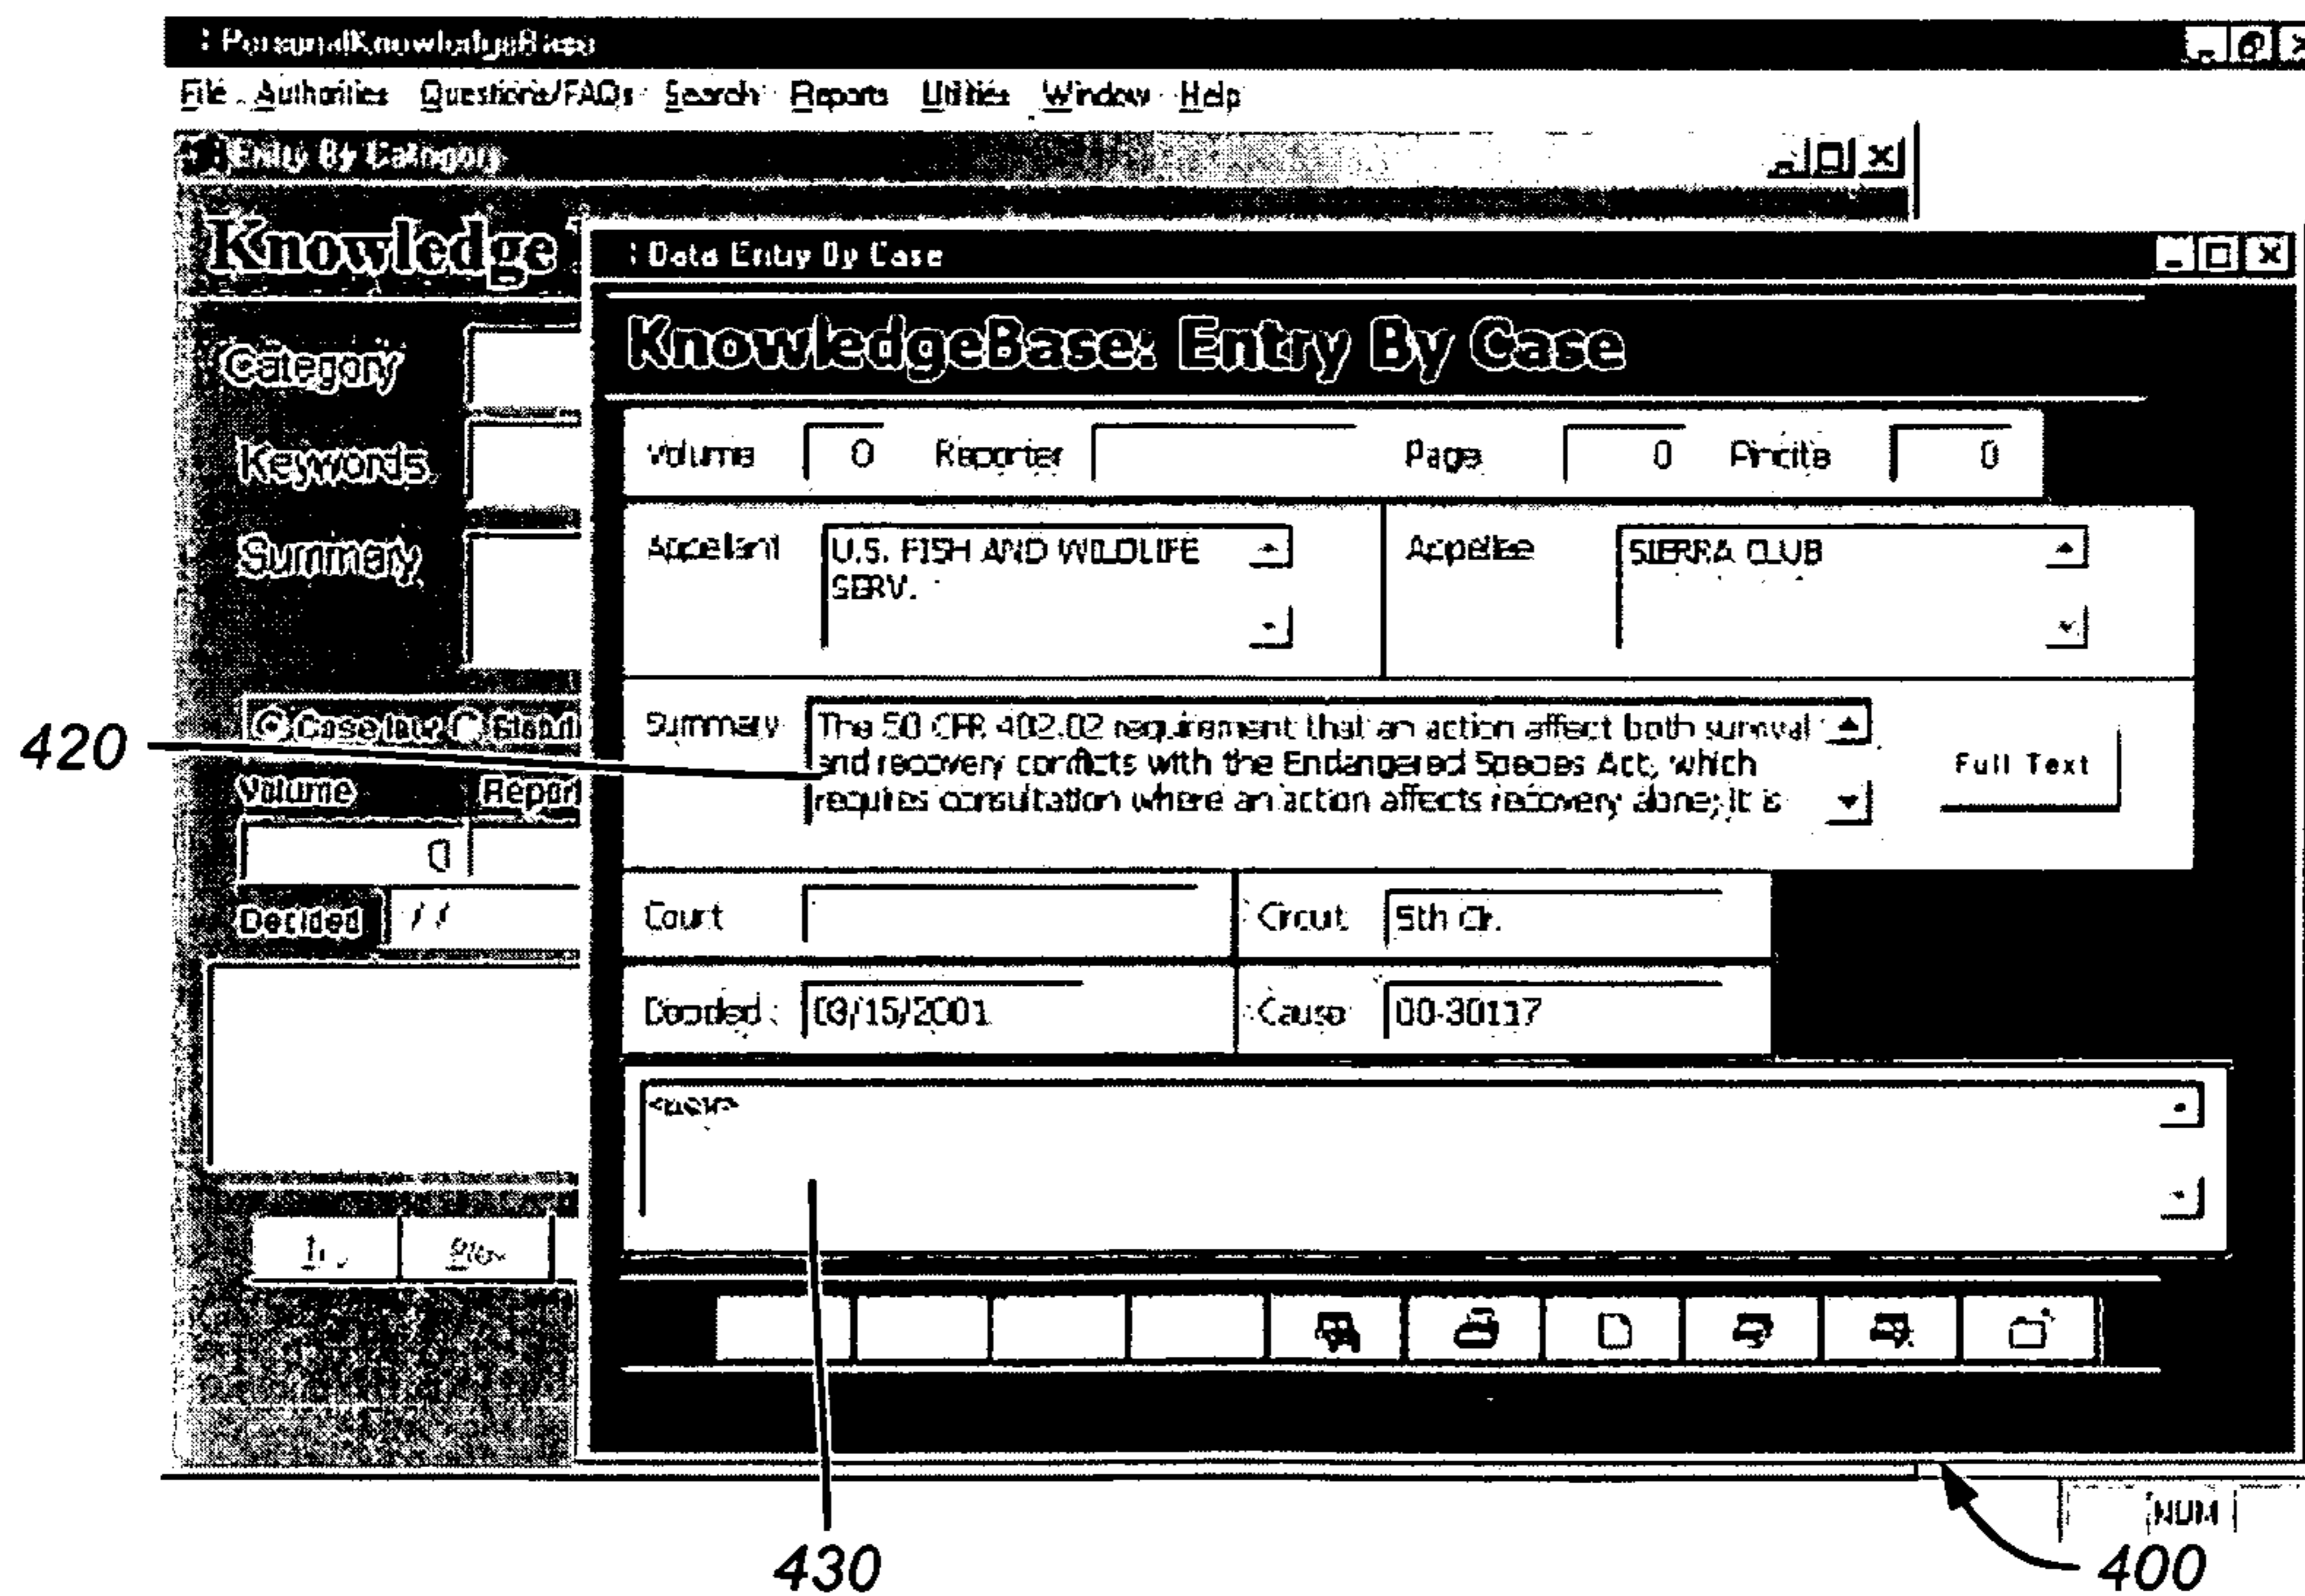 : PersonalKnowledgeBase
File Authorities Questions/FAQs Search Reports Utilities Window Help
Entry By Category
Knowledge
: Data Entry By Case
KnowledgeBase: Entry By Case
Category
Keywords
Summary
Volume 0 Reporter Page 0 Pincite 0
Appellant U.S. FISH AND WILDLIFE
SERV.
Appellee SIERRA CLUB
420
Case law
Volume Report
0
Decided / /
Summary The 50 CFR 402.02 requirement that an action affect both survival
and recovery conflicts with the Endangered Species Act, which
requires consultation where an action affects recovery alone; it is
Full Text
Court Circuit 5th Cir.
Decided 03/15/2001 Cause 00-30117
430
NUM
400